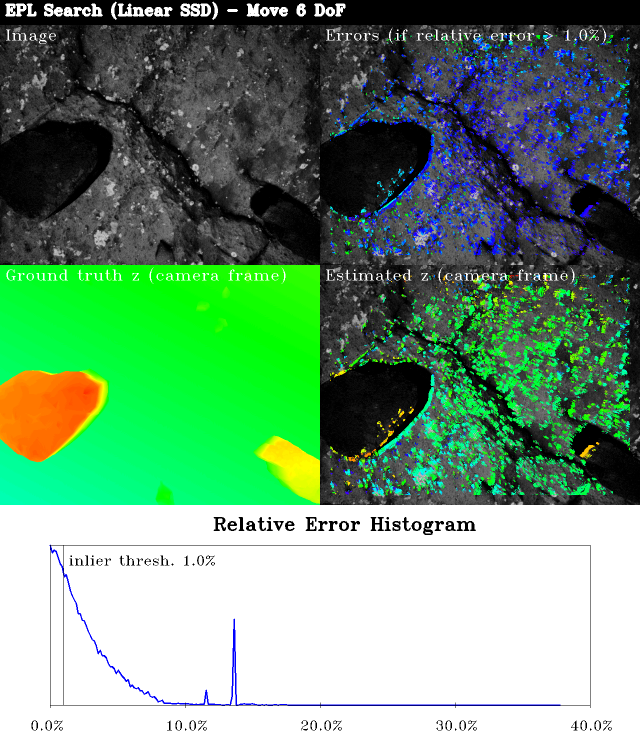 EPL Search (Linear SSD) - Move 6 DoF
Image
Errors (if relative error > 1.0%)
Ground truth z (camera frame)
Estimated z (camera frame)
Relative Error Histogram
inlier thresh. 1.0%
0.0% 10.0% 20.0% 30.0% 40.0%